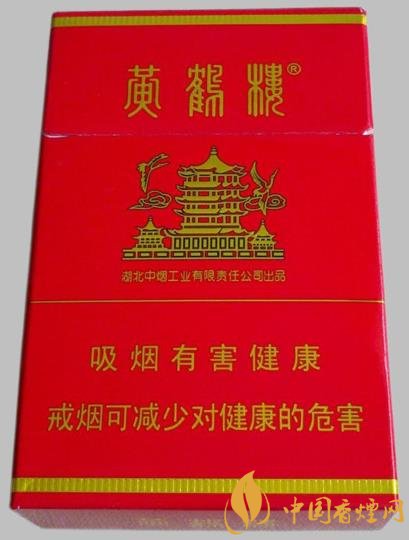 黄鹤楼®
湖北中烟工业有限责任公司出品
吸烟有害健康
戒烟可减少对健康的危害
中国香烟网